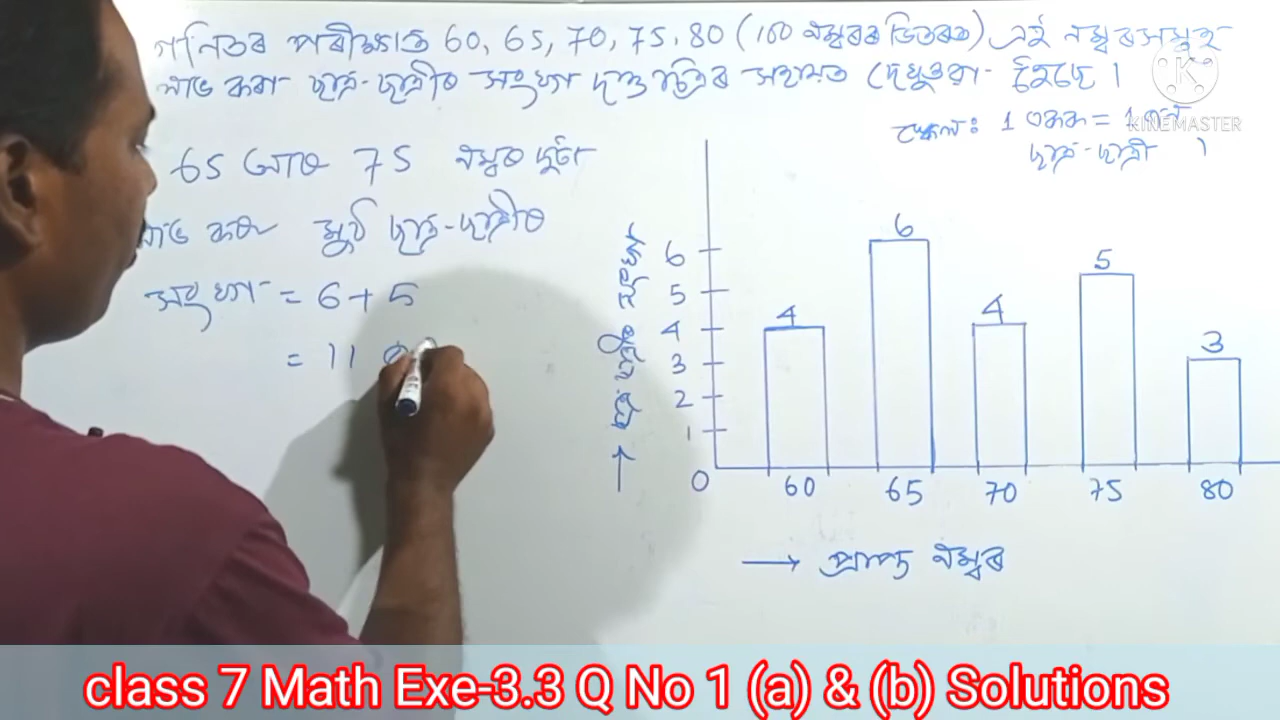 গণিতৰ পৰীক্ষাত 60, 65, 70, 75, 80 (100 নম্বৰৰ ভিতৰত) এই নম্বৰসমূহ
লাভ কৰা ছাত্ৰ-ছাত্ৰীৰ সংখ্যা দণ্ড চিত্ৰৰ সহায়ত দেখুওৱা হৈছে।
স্কেল: 1 একক = 1 জন
ছাত্ৰ-ছাত্ৰী ।
KINEMASTER
65 আৰু 75 নম্বৰ দুটা
লাভ কৰা মুঠ ছাত্ৰ-ছাত্ৰীৰ
সংখ্যা = 6 + 5
= 11
6
5
4
3
2
1
0
4
6
4
5
3
60 65 70 75 80
→ প্ৰাপ্ত নম্বৰ
→ ছাত্ৰ-ছাত্ৰীৰ সংখ্যা
class 7 Math Exe-3.3 Q No 1 (a) & (b) Solutions